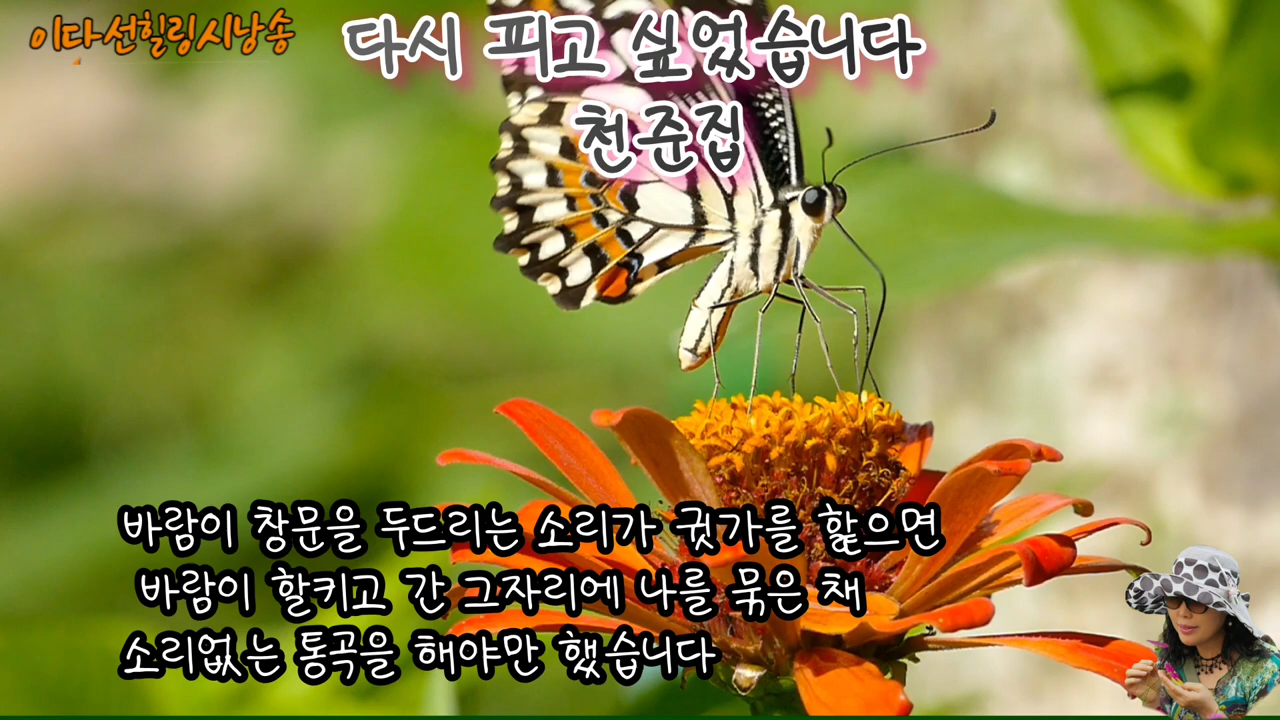 이다선힐링시낭송
다시 피고 싶었습니다
천준집
바람이 창문을 두드리는 소리가 귓가를 핥으면
바람이 할키고 간 그자리에 나를 묶은 채
소리없는 통곡을 해야만 했습니다